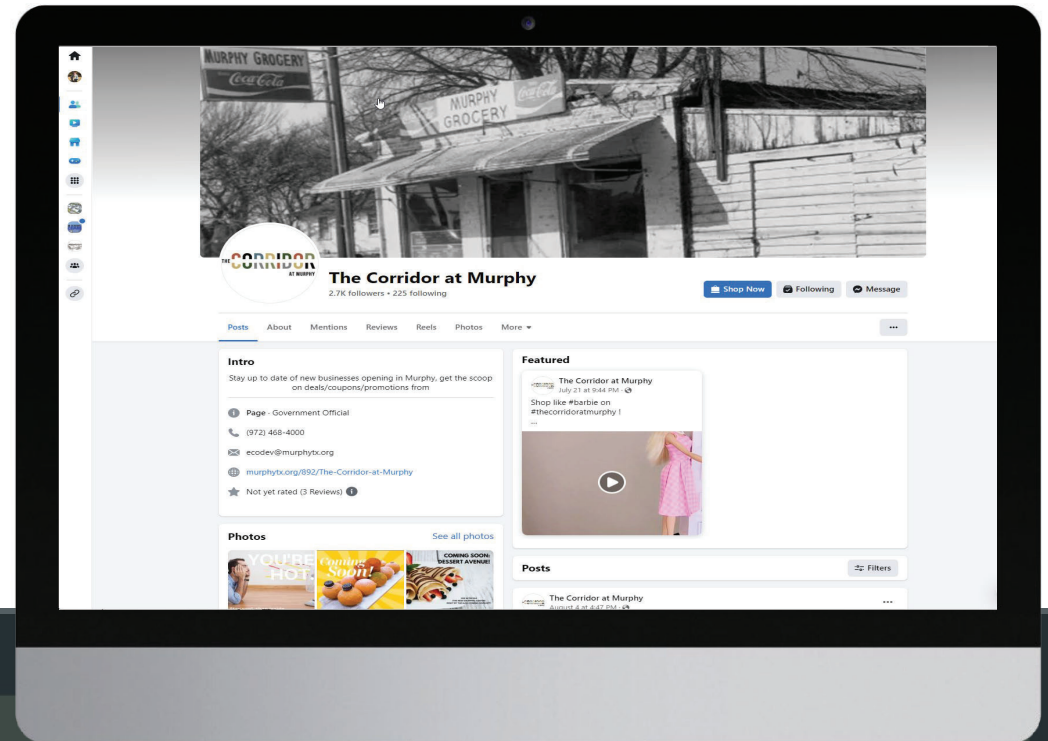 MURPHY GROCERY
Coca-Cola
MURPHY
GROCERY
Coca-Cola
THE CORRIDOR
AT MURPHY
The Corridor at Murphy
2.7K followers • 225 following
Shop Now
Following
Message
Posts
About
Mentions
Reviews
Reels
Photos
More
Intro
Stay up to date of new businesses opening in Murphy, get the scoop
on deals/coupons/promotions from
Page · Government Official
(972) 468-4000
ecodev@murphytx.org
murphytx.org/892/The-Corridor-at-Murphy
Not yet rated (3 Reviews)
Photos
See all photos
YOU'RE
HOT.
Coming
Soon!
COMING SOON:
DESSERT AVENUE!
Featured
The Corridor at Murphy
July 21 at 9:44 PM ·
Shop like #barbie on
#thecorridoratmurphy !
...
Posts
Filters
The Corridor at Murphy
August 4 at 4:47 PM ·